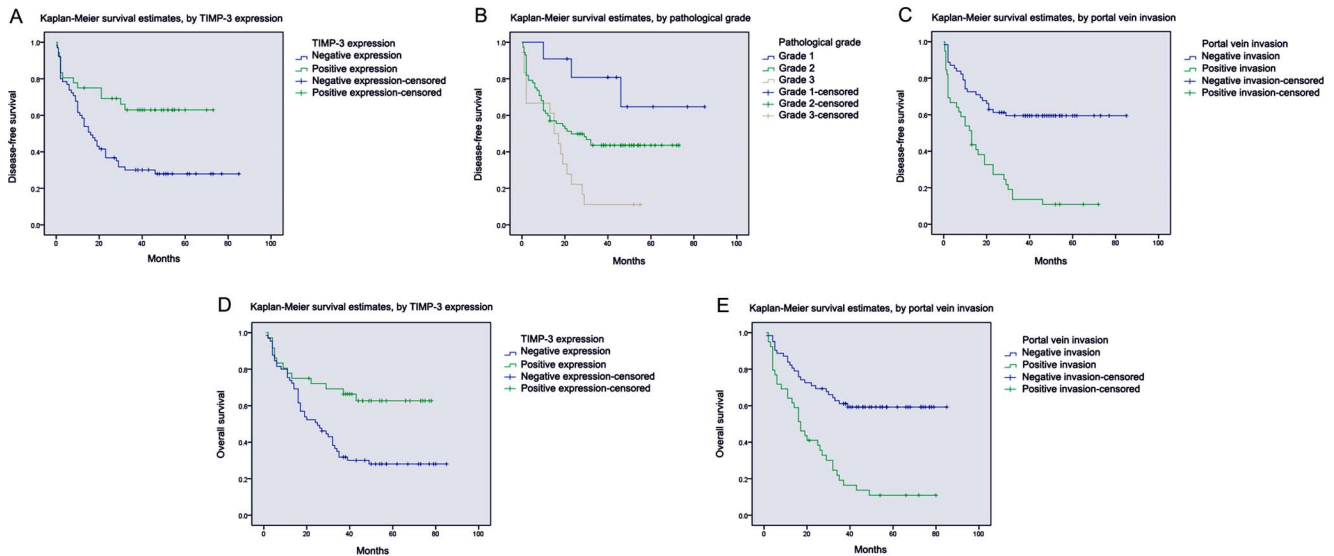 A
Kaplan-Meier survival estimates, by TIMP-3 expression
TIMP-3 expression
Negative expression
Positive expression
Negative expression-censored
Positive expression-censored
Disease-free survival
1.0
0.8
0.6
0.4
0.2
0.0
0 20 40 60 80 100
Months
B
Kaplan-Meier survival estimates, by pathological grade
Pathological grade
Grade 1
Grade 2
Grade 3
Grade 1-censored
Grade 2-censored
Grade 3-censored
Disease-free survival
1.0
0.8
0.6
0.4
0.2
0.0
0 20 40 60 80 100
Months
C
Kaplan-Meier survival estimates, by portal vein invasion
Portal vein invasion
Negative invasion
Positive invasion
Negative invasion-censored
Positive invasion-censored
Disease-free survival
1.0
0.8
0.6
0.4
0.2
0.0
0 20 40 60 80 100
Months
D
Kaplan-Meier survival estimates, by TIMP-3 expression
TIMP-3 expression
Negative expression
Positive expression
Negative expression-censored
Positive expression-censored
Overall survival
1.0
0.8
0.6
0.4
0.2
0.0
0 20 40 60 80 100
Months
E
Kaplan-Meier survival estimates, by portal vein invasion
Portal vein invasion
Negative invasion
Positive invasion
Negative invasion-censored
Positive invasion-censored
Overall survival
1.0
0.8
0.6
0.4
0.2
0.0
0 20 40 60 80 100
Months